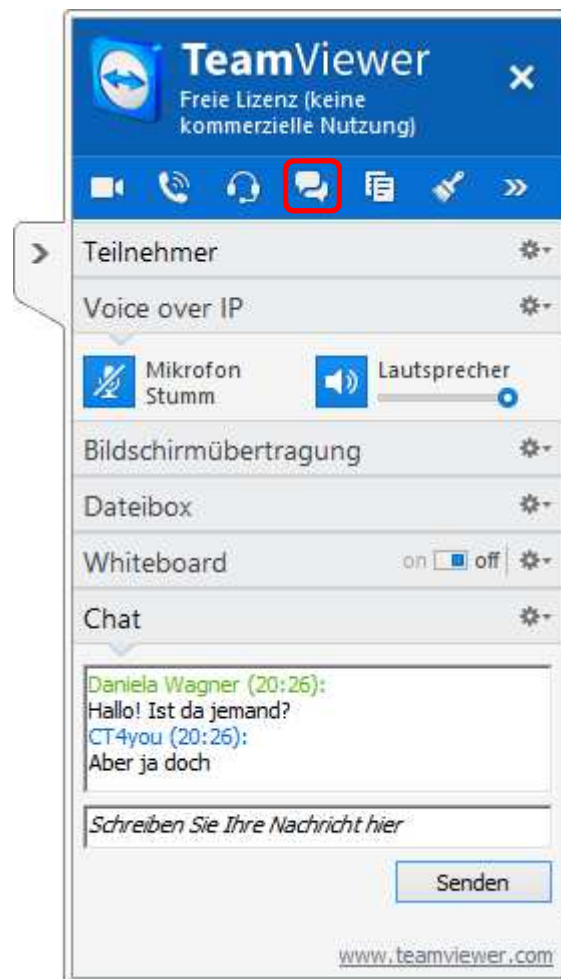 TeamViewer
Freie Lizenz (keine
kommerzielle Nutzung)
Teilnehmer
Voice over IP
Mikrofon
Stumm
Lautsprecher
Bildschirmübertragung
Dateibox
Whiteboard on off
Chat
Daniela Wagner (20:26):
Hallo! Ist da jemand?
CT4you (20:26):
Aber ja doch
Schreiben Sie Ihre Nachricht hier
Senden
www.teamviewer.com